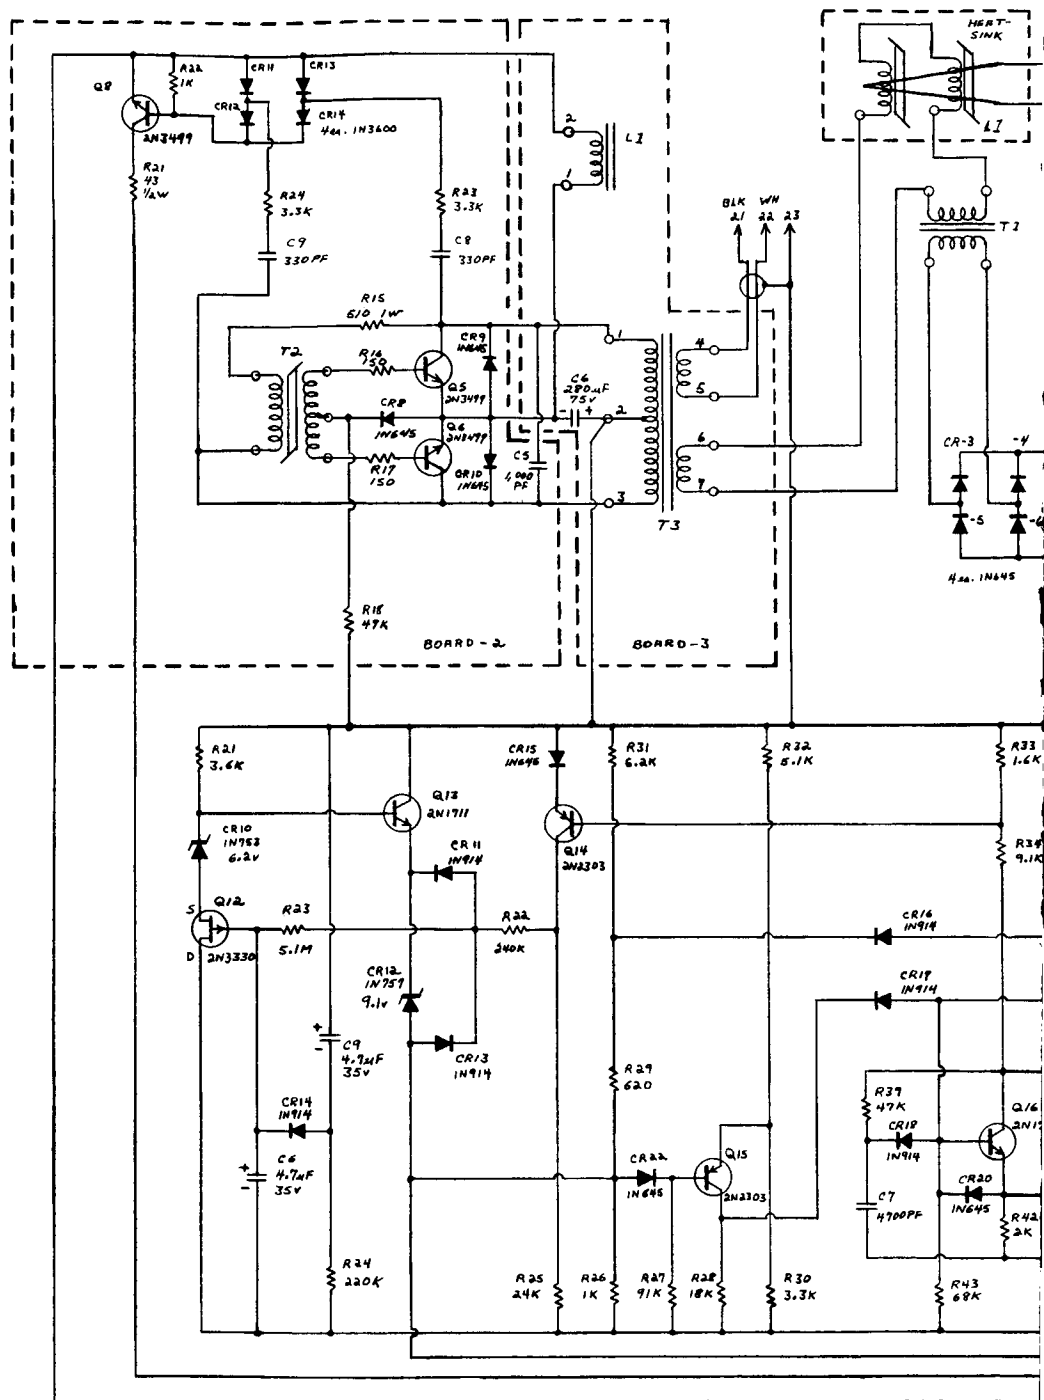 HEAT-
SINK
L1
Q8
2N3499
R22
1K
CR11
CR13
CR12
CR14
4ea. 1N3600
R21
43
1/2W
R24
3.3K
R23
3.3K
C9
330PF
C8
330PF
2
1
L1
BLK
21
WH
22
23
T1
R15
610 1W
T2
R16
150
CR8
1N645
R17
150
Q5
2N3499
Q6
2N3499
CR9
1N645
CR10
1N645
C6
280µF
75V
- +
C5
1,000
PF
1
2
3
4
5
6
7
T3
CR-3
-4
-5
-6
4ea. 1N645
R18
47K
BOARD-2
BOARD-3
R21
3.6K
CR10
1N753
6.2V
Q13
2N1711
CR15
1N645
Q14
2N2303
R31
6.2K
R32
5.1K
R33
1.6K
R34
9.1K
CR11
1N914
S
Q12
D
2N3330
R23
5.1M
R22
240K
CR12
1N757
9.1V
CR13
1N914
CR16
1N914
CR19
1N914
+
-
C9
4.7µF
35V
CR14
1N914
+
-
C6
4.7µF
35V
R29
620
R39
47K
CR18
1N914
Q16
CR22
1N645
Q15
2N2303
CR20
1N645
C7
4700PF
R42
2K
R24
220K
R25
24K
R26
1K
R27
91K
R28
18K
R30
3.3K
R43
68K